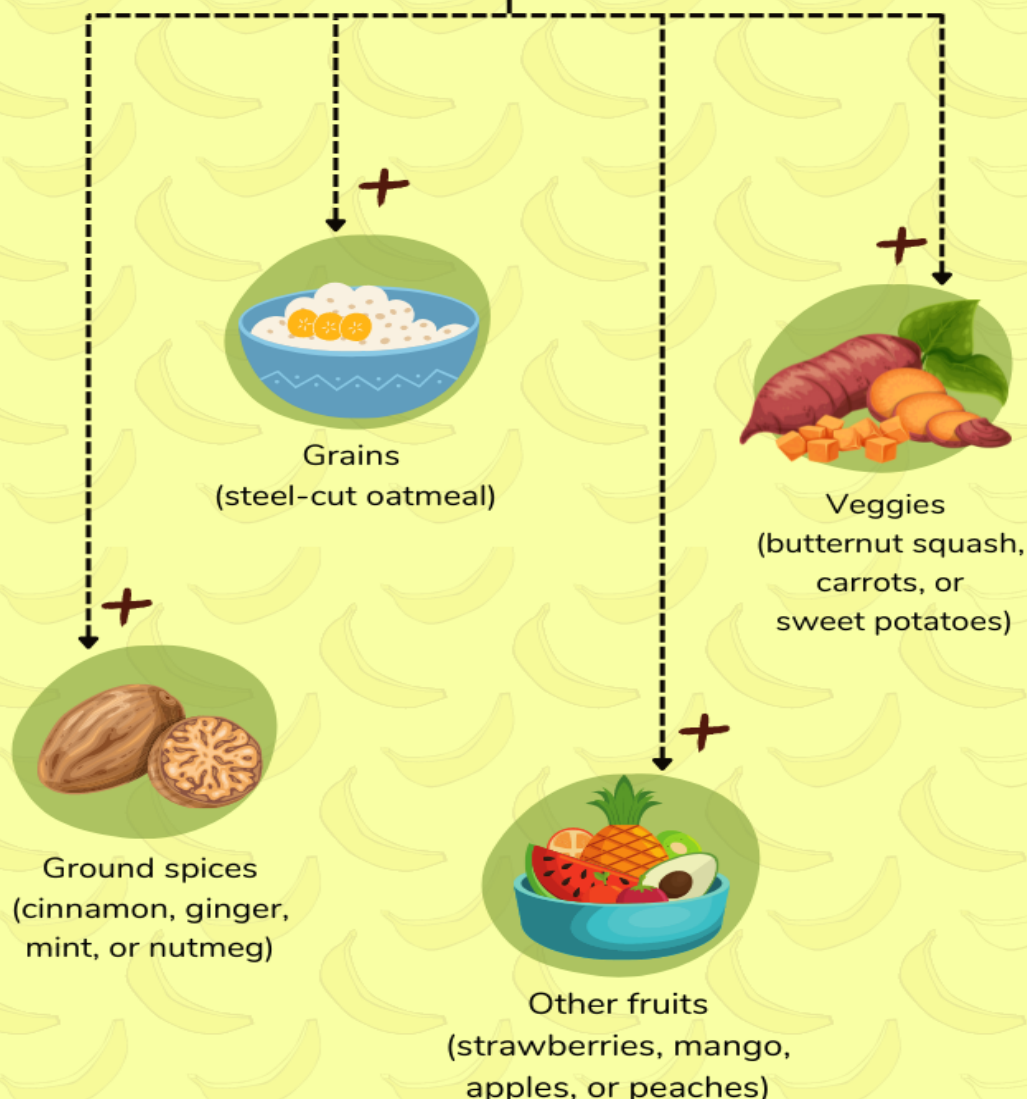 Grains
(steel-cut oatmeal)
Veggies
(butternut squash,
carrots, or
sweet potatoes)
Ground spices
(cinnamon, ginger,
mint, or nutmeg)
Other fruits
(strawberries, mango,
apples, or peaches)